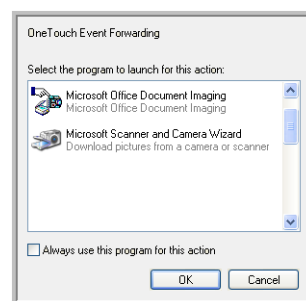 OneTouch Event Forwarding
Select the program to launch for this action:
Microsoft Office Document Imaging
Microsoft Office Document Imaging
Microsoft Scanner and Camera Wizard
Download pictures from a camera or scanner
Always use this program for this action
OK
Cancel